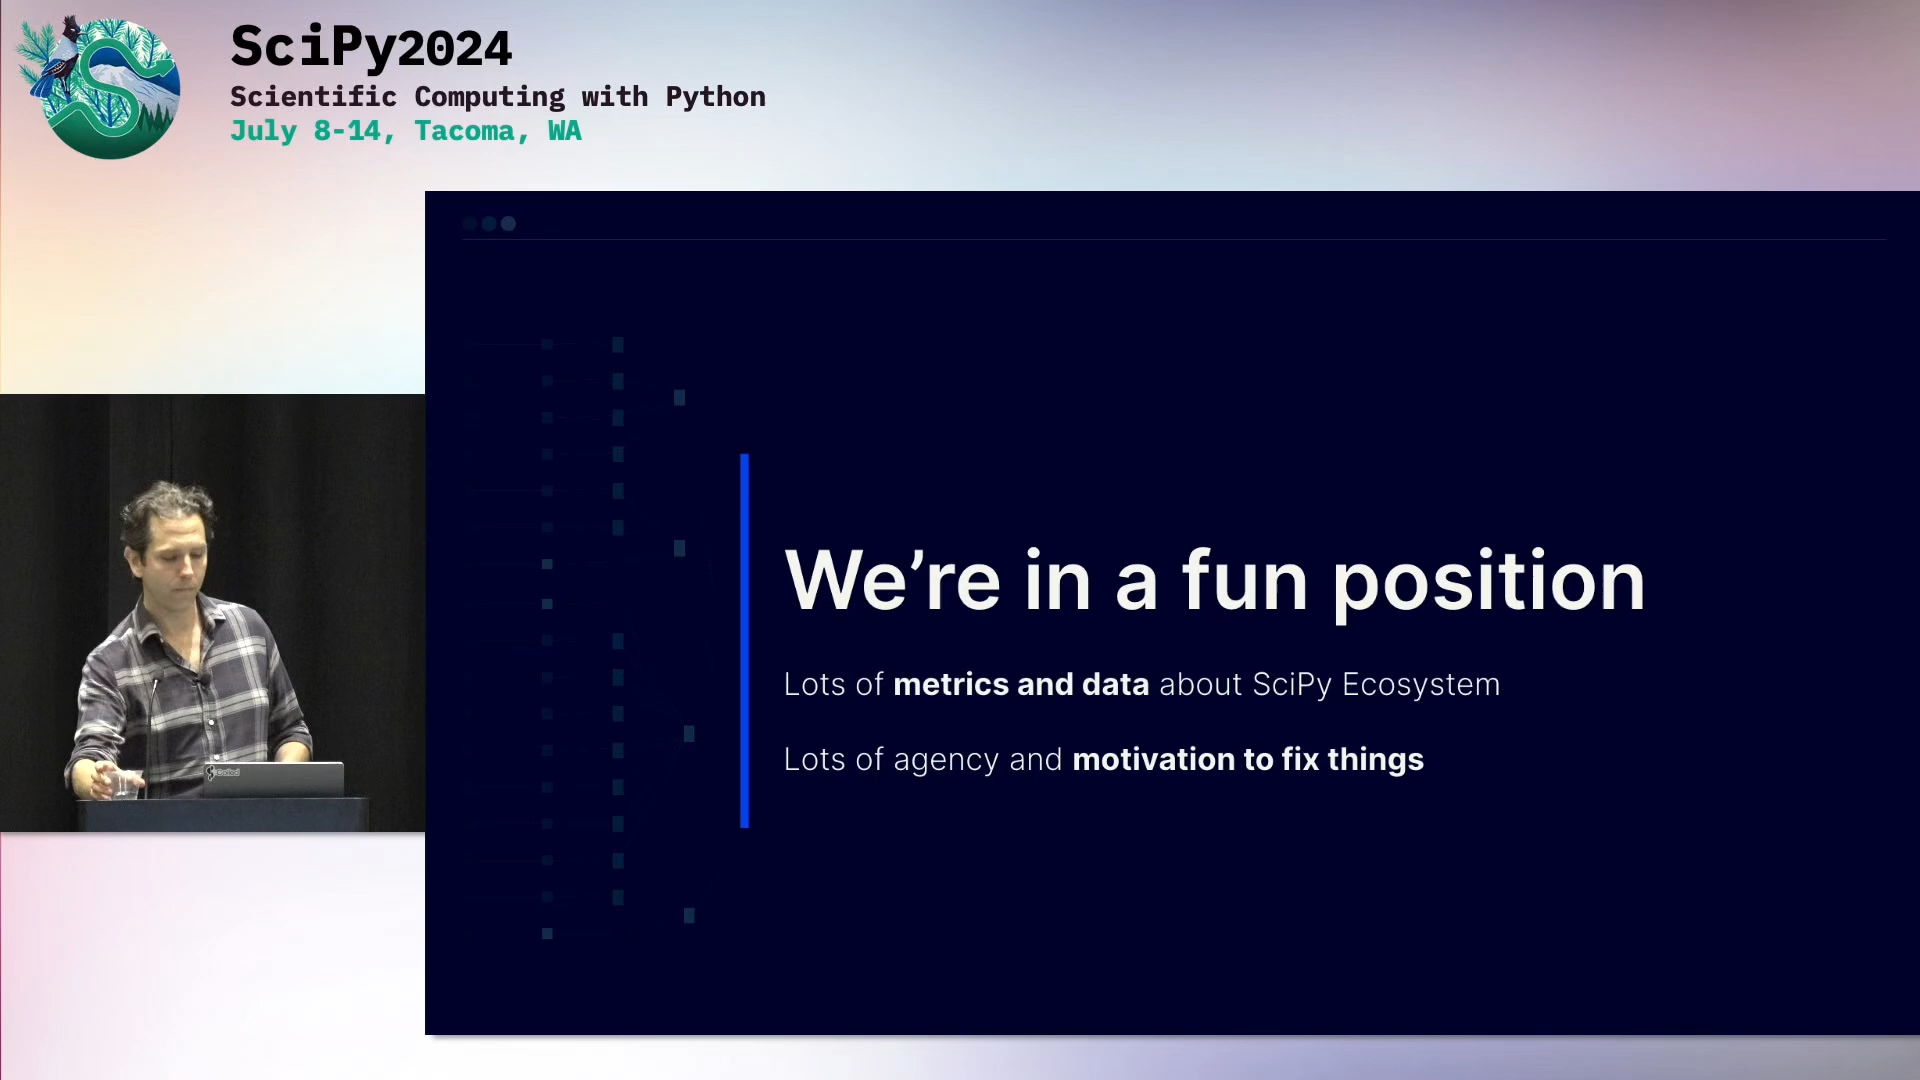 SciPy2024
Scientific Computing with Python
July 8-14, Tacoma, WA
We’re in a fun position
Lots of metrics and data about SciPy Ecosystem
Lots of agency and motivation to fix things